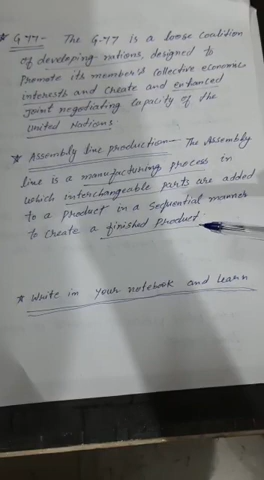 * G77 - The G-77 is a loose Coalition
of developing nations, designed to
Promote its member's Collective economic
interests and Create and enhanced
Joint negotiating Capacity of the
United Nations
* Assembly line production - The Assembly
line is a manufacturing process in
which interchangeable Parts are added
to a Product in a Sequential manner
to Create a finished Product.
* Write in your notebook and learn